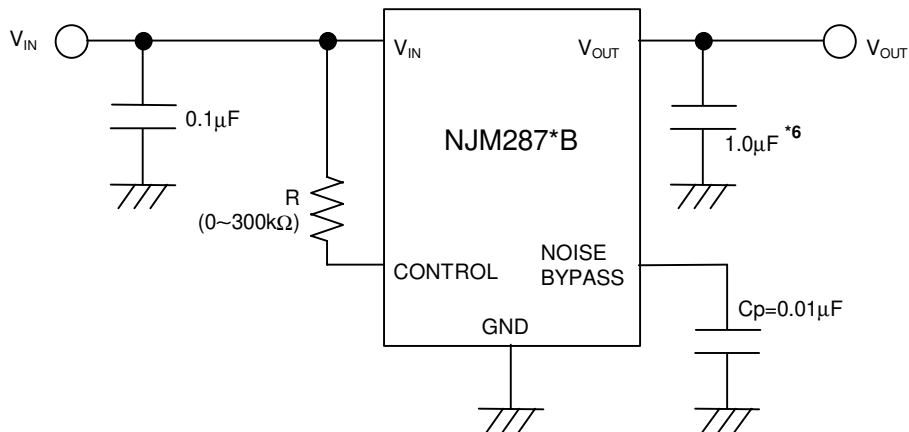 V_IN
V_IN
V_OUT
V_OUT
0.1μF
NJM287*B
1.0μF *6
R
(0~300kΩ)
CONTROL
NOISE
BYPASS
Cp=0.01μF
GND